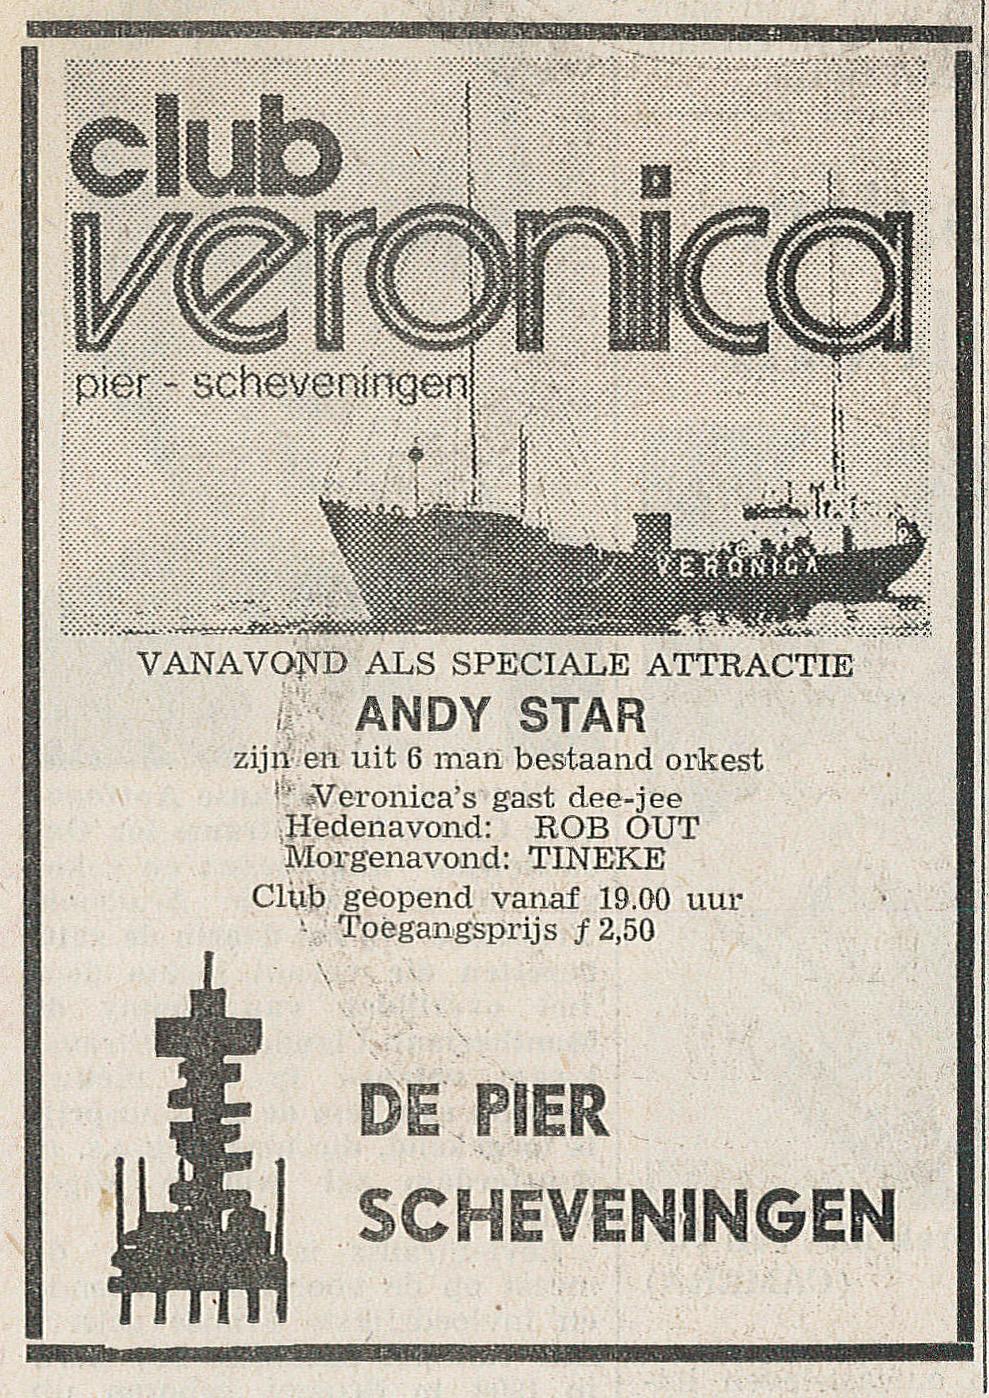 club
veronica
pier - scheveningen
VERONICA
VANAVOND ALS SPECIALE ATTRACTIE
ANDY STAR
zijn en uit 6 man bestaand orkest
Veronica's gast dee-jee
Hedenavond: ROB OUT
Morgenavond: TINEKE
Club geopend vanaf 19.00 uur
Toegangsprijs ƒ 2,50
DE PIER
SCHEVENINGEN